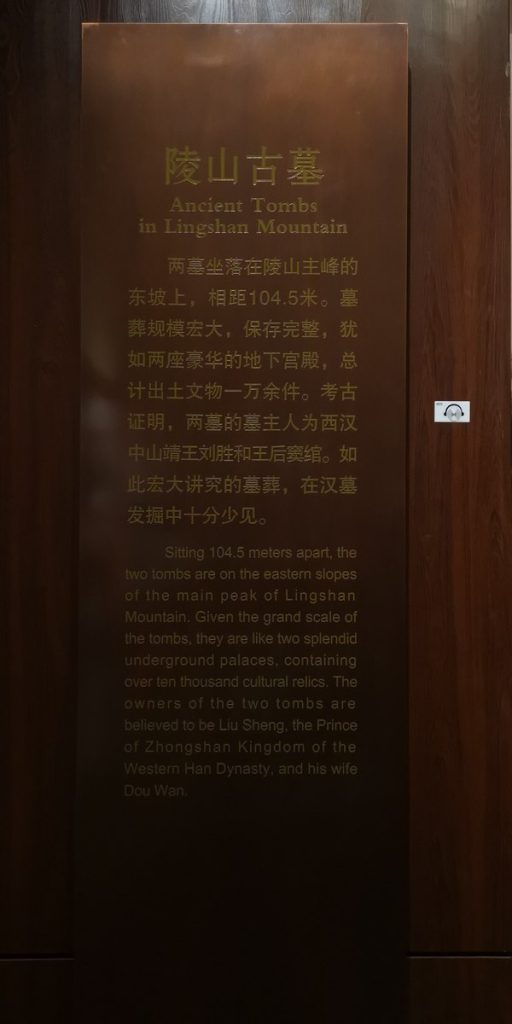 陵山古墓
Ancient Tombs
in Lingshan Mountain
两墓坐落在陵山主峰的
东坡上，相距104.5米。墓
葬规模宏大，保存完整，犹
如两座豪华的地下宫殿，总
计出土文物一万余件。考古
证明，两墓的墓主人为西汉
中山靖王刘胜和王后窦绾。如
此宏大讲究的墓葬，在汉墓
发掘中十分少见。
Sitting 104.5 meters apart, the
two tombs are on the eastern slopes
of the main peak of Lingshan
Mountain. Given the grand scale of
the tombs, they are like two splendid
underground palaces, containing
over ten thousand cultural relics. The
owners of the two tombs are
believed to be Liu Sheng, the Prince
of Zhongshan Kingdom of the
Western Han Dynasty, and his wife
Dou Wan.